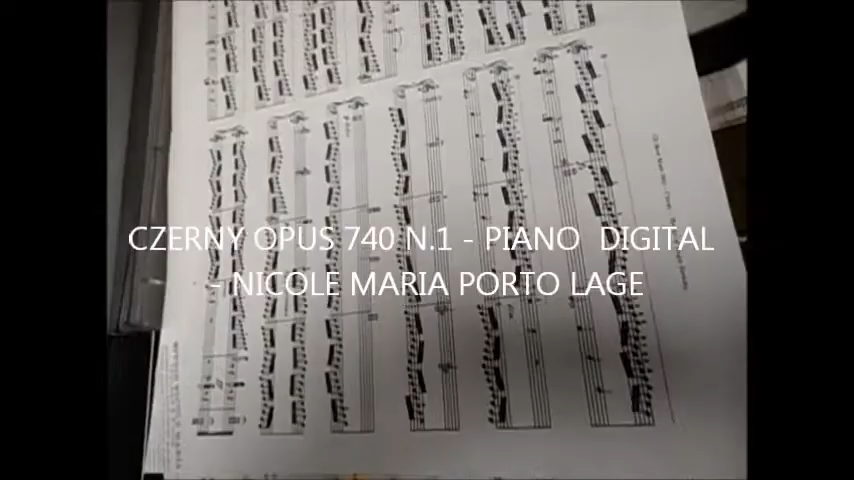 CZERNY OPUS 740 N.1 - PIANO DIGITAL
- NICOLE MARIA PORTO LAGE